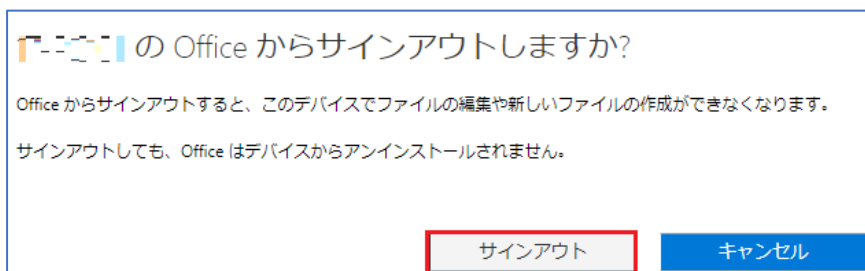 の Office からサインアウトしますか?
Office からサインアウトすると、このデバイスでファイルの編集や新しいファイルの作成ができなくなります。
サインアウトしても、Office はデバイスからアンインストールされません。
サインアウト キャンセル